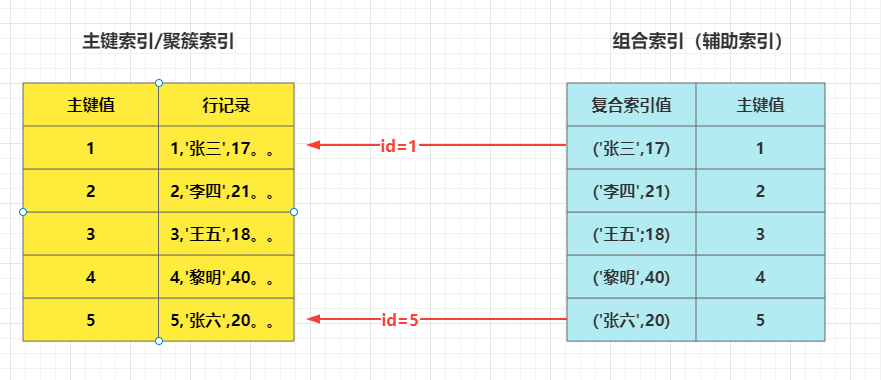 主键索引/聚簇索引
组合索引（辅助索引）
主键值 行记录
复合索引值 主键值
1 1,'张三',17。。
id=1
('张三',17) 1
2 2,'李四',21。。
('李四',21) 2
3 3,'王五',18。。
('王五';18) 3
4 4,'黎明',40。。
('黎明',40) 4
5 5,'张六',20。。
id=5
('张六',20) 5